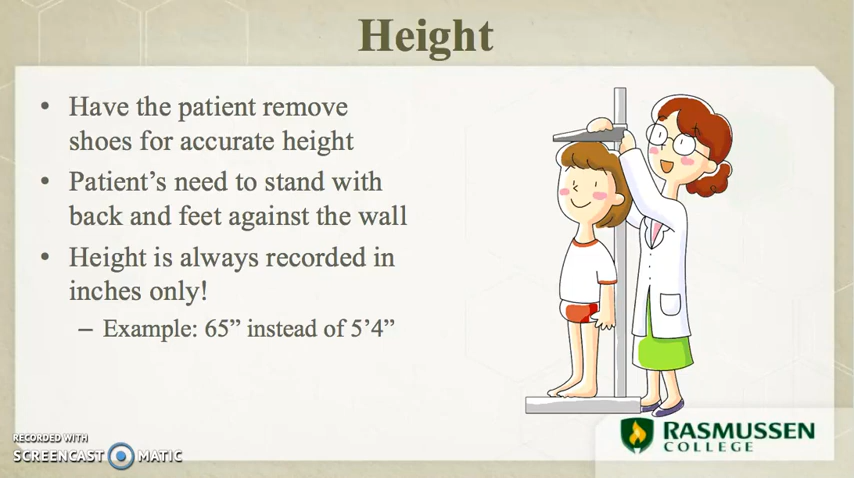 Height
• Have the patient remove
shoes for accurate height
• Patient’s need to stand with
back and feet against the wall
• Height is always recorded in
inches only!
– Example: 65” instead of 5’4”
RASMUSSEN
COLLEGE
RECORDED WITH
SCREENCAST MATIC